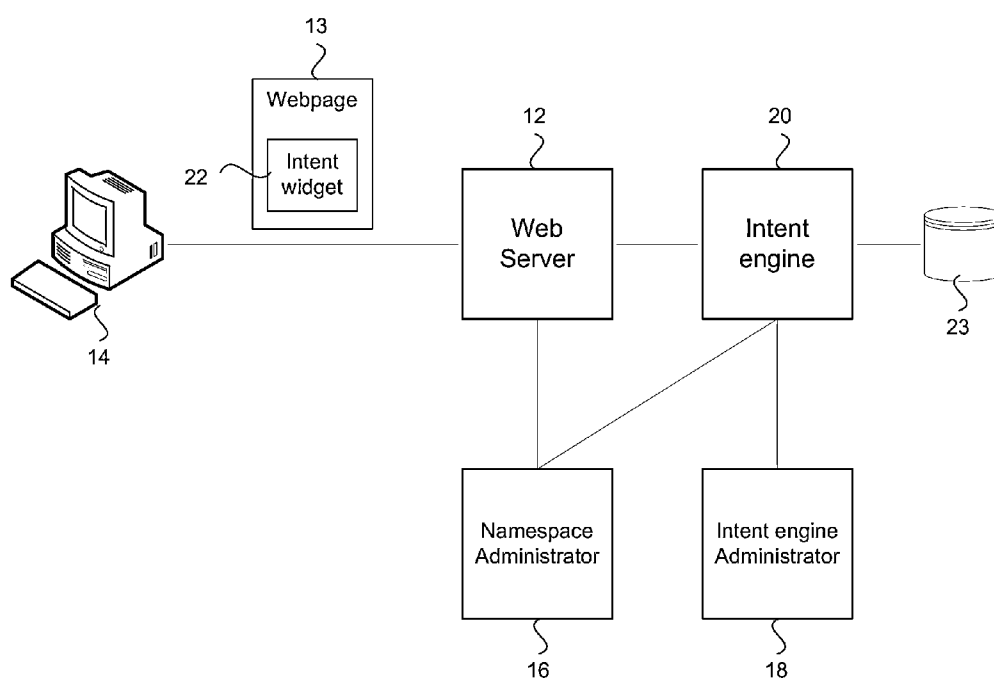 13
Webpage
22
Intent
widget
12
20
Web
Server
Intent
engine
14
23
Namespace
Administrator
Intent engine
Administrator
16
18